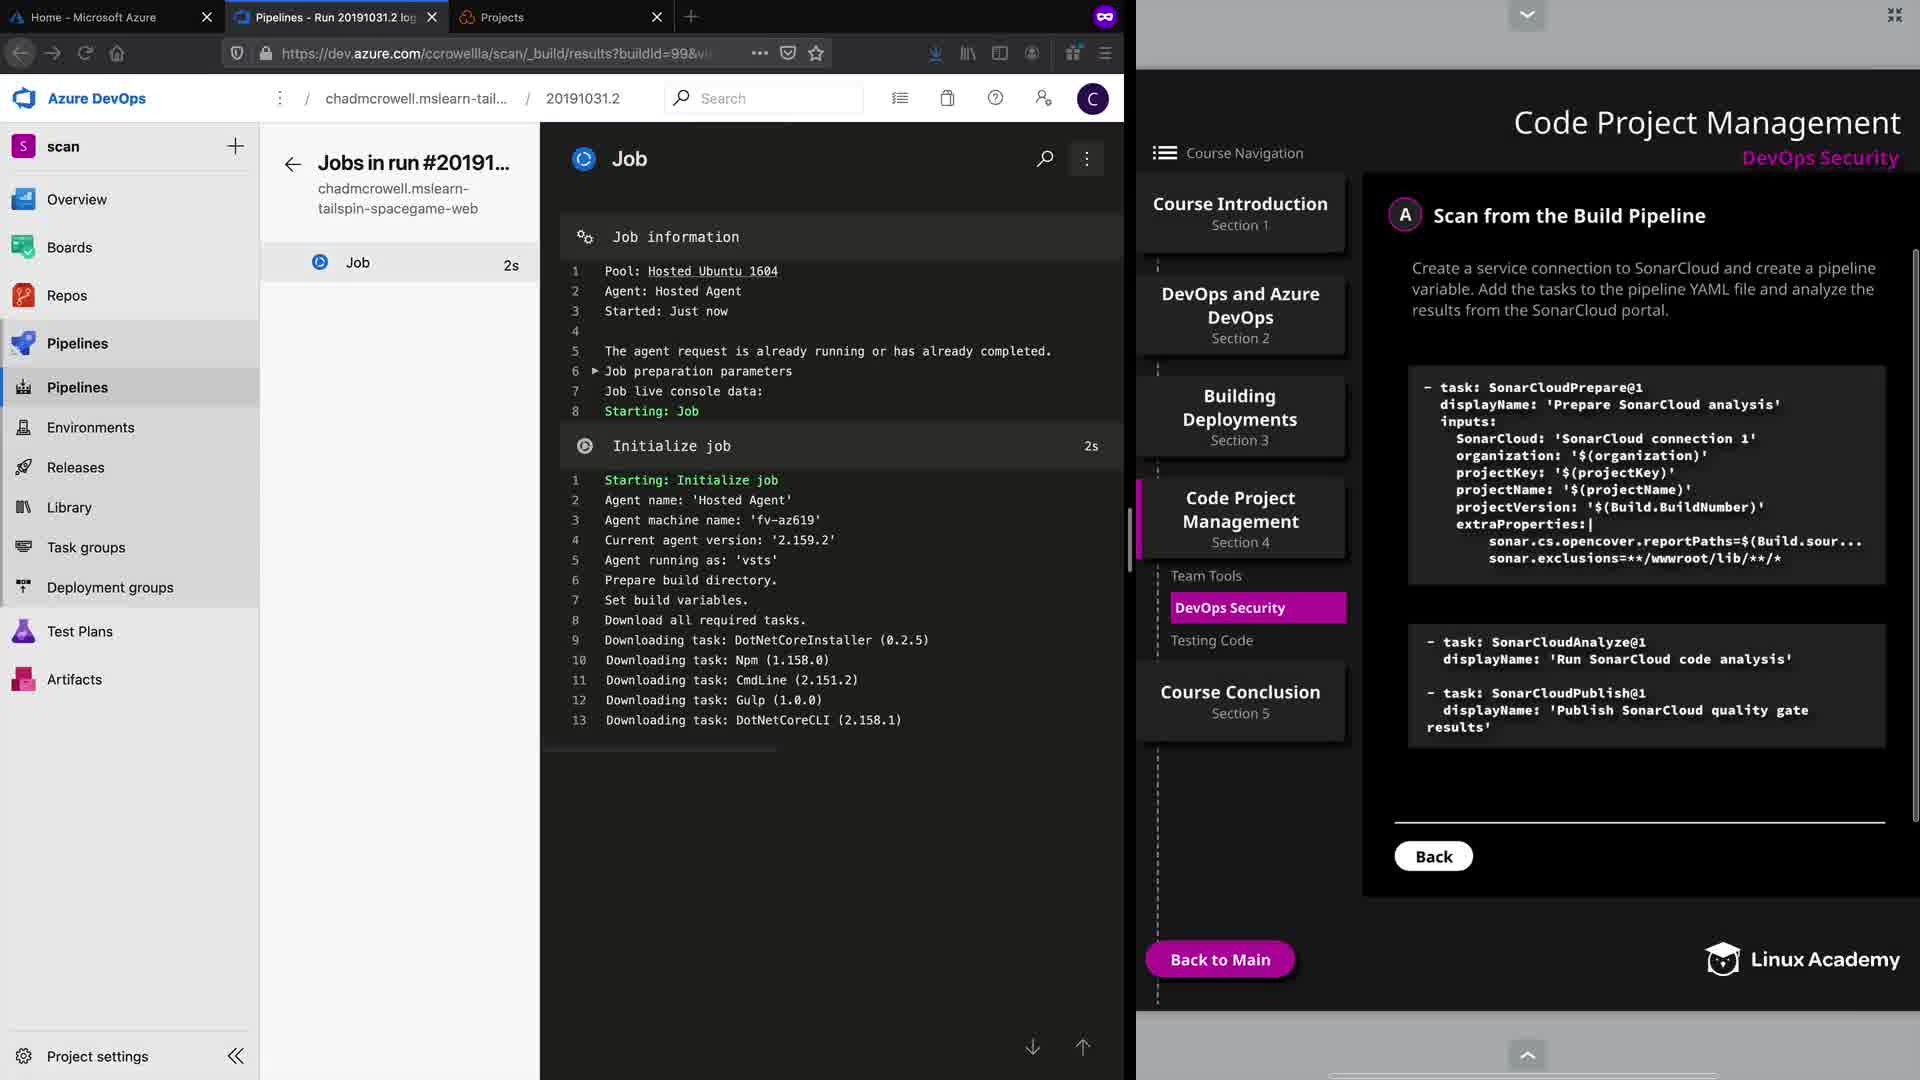 Home - Microsoft Azure
Pipelines - Run 20191031.2 log
Projects
https://dev.azure.com/ccrowellla/scan/_build/results?buildId=99&vi
Azure DevOps
/ chadmcrowell.mslearn-tail... / 20191031.2
Search
C
S scan
Overview
Boards
Repos
Pipelines
Pipelines
Environments
Releases
Library
Task groups
Deployment groups
Test Plans
Artifacts
Project settings
Jobs in run #20191...
chadmcrowell.mslearn-
tailspin-spacegame-web
Job 2s
Job
Job information
1 Pool: Hosted Ubuntu 1604
2 Agent: Hosted Agent
3 Started: Just now
4
5 The agent request is already running or has already completed.
6 Job preparation parameters
7 Job live console data:
8 Starting: Job
Initialize job 2s
1 Starting: Initialize job
2 Agent name: 'Hosted Agent'
3 Agent machine name: 'fv-az619'
4 Current agent version: '2.159.2'
5 Agent running as: 'vsts'
6 Prepare build directory.
7 Set build variables.
8 Download all required tasks.
9 Downloading task: DotNetCoreInstaller (0.2.5)
10 Downloading task: Npm (1.158.0)
11 Downloading task: CmdLine (2.151.2)
12 Downloading task: Gulp (1.0.0)
13 Downloading task: DotNetCoreCLI (2.158.1)
Code Project Management
DevOps Security
Course Navigation
Course Introduction
Section 1
DevOps and Azure
DevOps
Section 2
Building
Deployments
Section 3
Code Project
Management
Section 4
Team Tools
DevOps Security
Testing Code
Course Conclusion
Section 5
Back to Main
A Scan from the Build Pipeline
Create a service connection to SonarCloud and create a pipeline
variable. Add the tasks to the pipeline YAML file and analyze the
results from the SonarCloud portal.
- task: SonarCloudPrepare@1
displayName: 'Prepare SonarCloud analysis'
inputs:
SonarCloud: 'SonarCloud connection 1'
organization: '$(organization)'
projectKey: '$(projectKey)'
projectName: '$(projectName)'
projectVersion: '$(Build.BuildNumber)'
extraProperties:|
sonar.cs.opencover.reportPaths=$(Build.sour...
sonar.exclusions=**/wwwroot/lib/**/*
- task: SonarCloudAnalyze@1
displayName: 'Run SonarCloud code analysis'
- task: SonarCloudPublish@1
displayName: 'Publish SonarCloud quality gate
results'
Back
Linux Academy